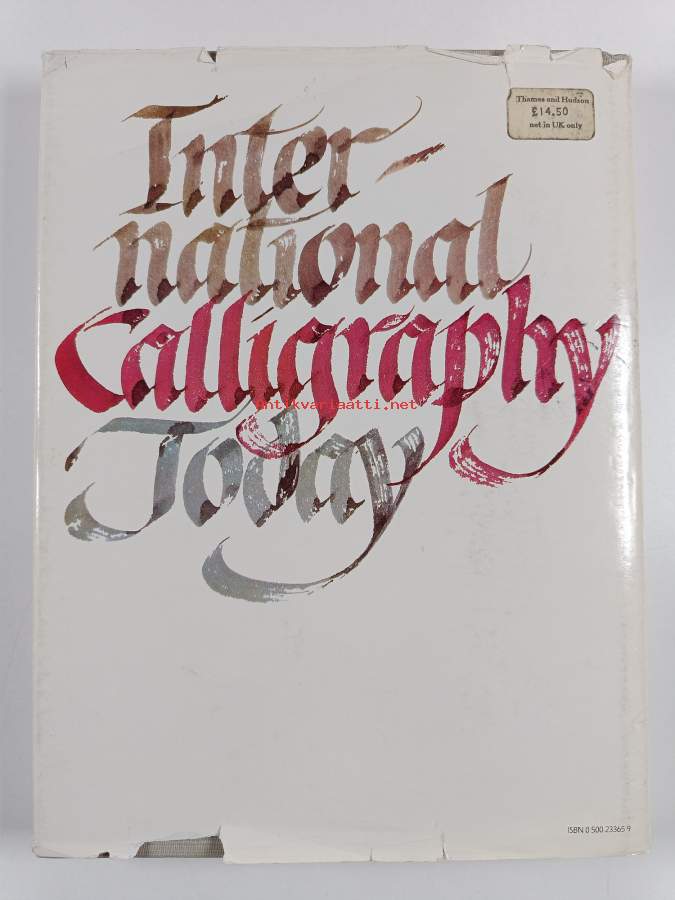 Thames and Hudson
£14.50
net in UK only
Inter-
national
Calligraphy
antikvariaatti.net
Today
ISBN 0 500 23365 9